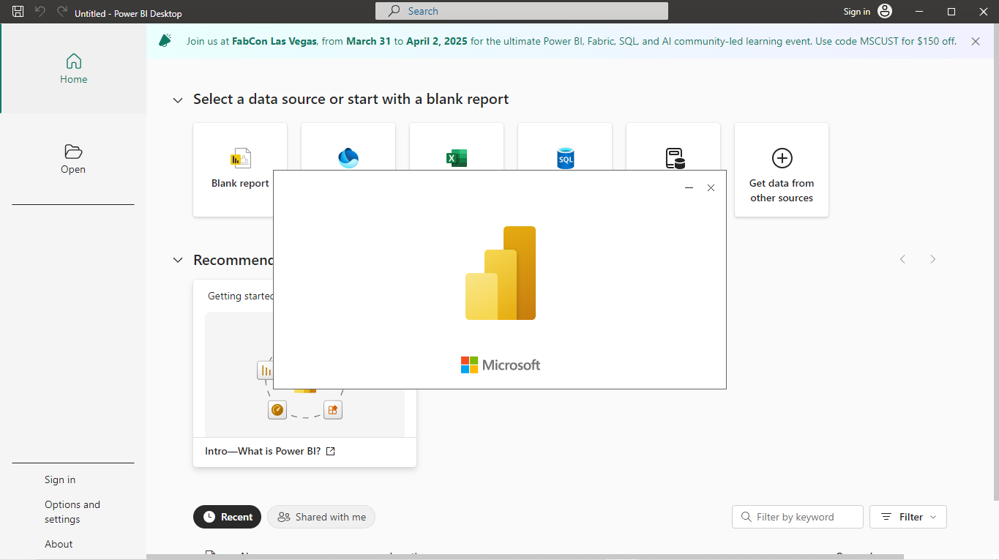 Untitled - Power BI Desktop
Search
Sign in
Join us at FabCon Las Vegas, from March 31 to April 2, 2025 for the ultimate Power BI, Fabric, SQL, and AI community-led learning event. Use code MSCUST for $150 off.
Home
Open
Select a data source or start with a blank report
Blank report
SQL
Get data from
other sources
Microsoft
Getting started
Intro—What is Power BI?
Sign in
Options and
settings
About
Recent
Shared with me
Filter by keyword
Filter